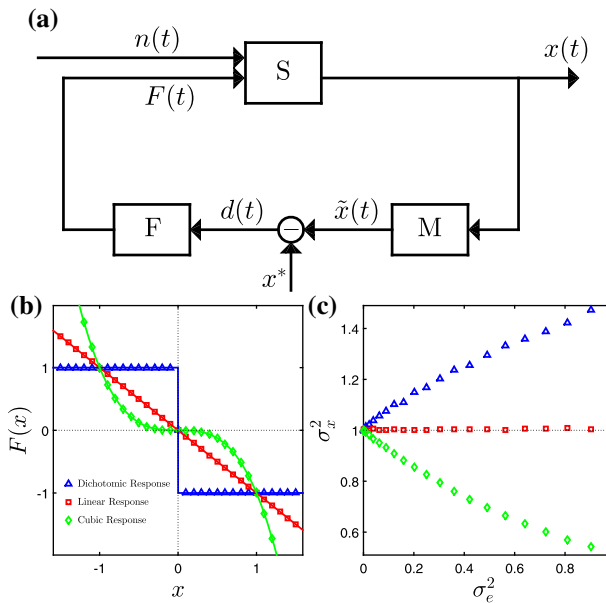 (a)
n(t)
S
x(t)
F(t)
F
d(t)
−
x̃(t)
M
x*
(b)
F(x)
1
0
-1
Dichotomic Response
Linear Response
Cubic Response
-1 0 1
x
(c)
σ²ₓ
1.4
1.2
1
0.8
0.6
0 0.2 0.4 0.6 0.8
σ²ₑ